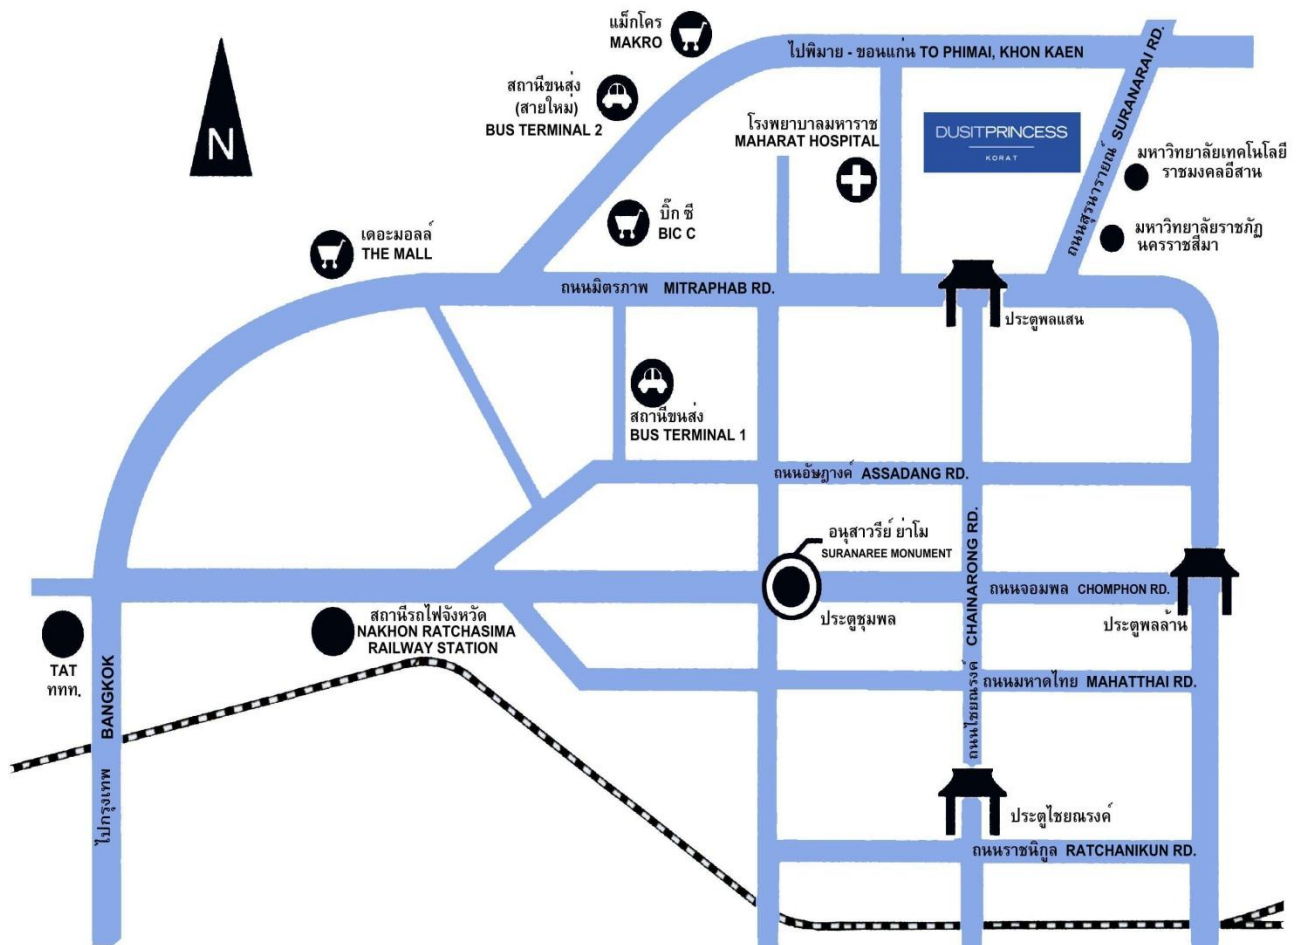 แม็กโคร
MAKRO
ไปพิมาย - ขอนแก่น TO PHIMAI, KHON KAEN
ถนนสุรนารายณ์ SURANARAI RD.
สถานีขนส่ง
(สายใหม่)
BUS TERMINAL 2
N
โรงพยาบาลมหาราช
MAHARAT HOSPITAL
DUSITPRINCESS
KORAT
มหาวิทยาลัยเทคโนโลยี
ราชมงคลอีสาน
บิ๊ก ซี
BIC C
มหาวิทยาลัยราชภัฏ
นครราชสีมา
เดอะมอลล์
THE MALL
ถนนมิตรภาพ MITRAPHAB RD.
ประตูพลแสน
สถานีขนส่ง
BUS TERMINAL 1
ถนนอัษฎางค์ ASSADANG RD.
อนุสาวรีย์ ย่าโม
SURANAREE MONUMENT
ถนนไชยณรงค์ CHAINARONG RD.
ถนนจอมพล CHOMPHON RD.
ประตูชุมพล
ประตูพลล้าน
สถานีรถไฟจังหวัด
NAKHON RATCHASIMA
RAILWAY STATION
TAT
ททท.
ถนนมหาดไทย MAHATTHAI RD.
ไปกรุงเทพ BANGKOK
ประตูไชยณรงค์
ถนนราชนิกูล RATCHANIKUN RD.